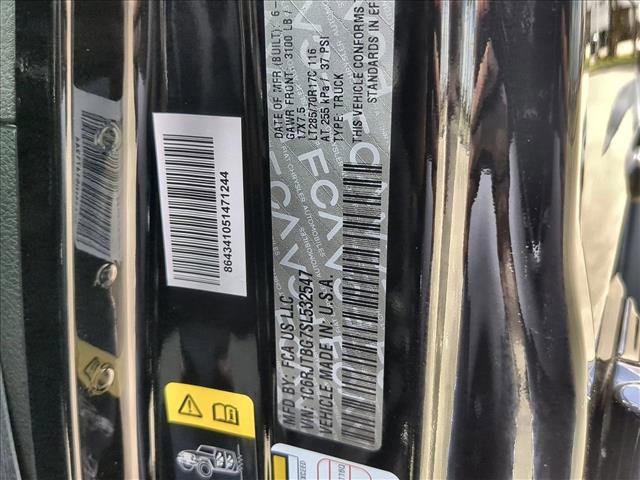 MFD BY: FCA US LLC
DATE OF MFR (BUILT): 6-
GAWR FRONT: 3100 LB /
17X7.5
LT285/70R17C 116
AT 255 kPa / 37 PSI
VIN: 1C6RJTBG7SL532547
TYPE: TRUCK
VEHICLE MADE IN: U.S.A.
THIS VEHICLE CONFORMS
STANDARDS IN EF
FCA
864341051471244
EXCEED